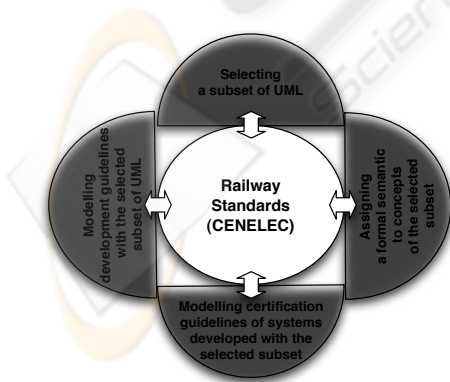 Selecting
a subset of UML
Modelling
development guidelines
with the selected
subset of UML
Railway
Standards
(CENELEC)
Assigning
a formal semantic
to concepts
of the selected
subset
Modelling certification
guidelines of systems
developed with the
selected subset